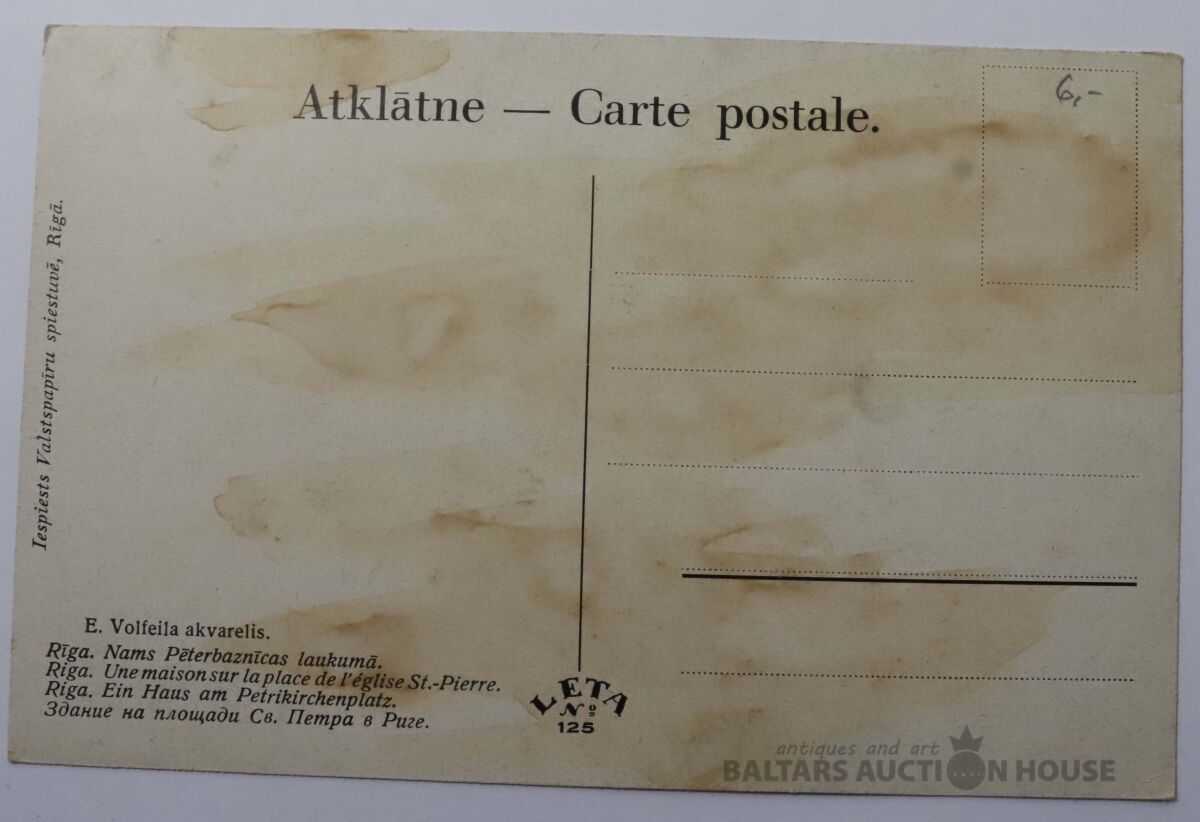 Atklātne — Carte postale.
6,-
Iespiests Valstspapīru spiestuvē, Rīgā.
E. Volfeila akvarelis.
Rīga. Nams Pēterbaznīcas laukumā.
Riga. Une maison sur la place de l'église St.-Pierre.
Riga. Ein Haus am Petrikirchenplatz.
Здание на площади Св. Петра в Риге.
LETA
№
125
antiques and art
BALTARS AUCTION HOUSE